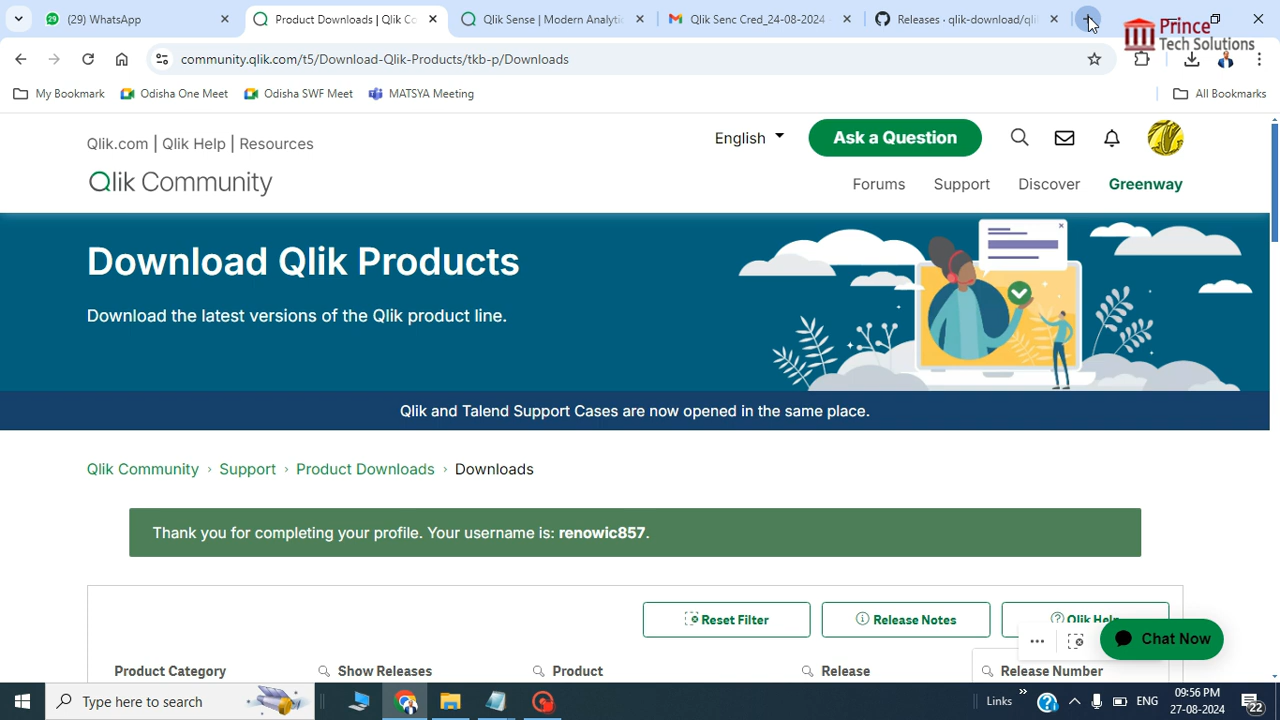 (29) WhatsApp
Product Downloads | Qlik Co
Qlik Sense | Modern Analytic
Qlik Senc Cred_24-08-2024 -
Releases · qlik-download/qli
Prince
Tech Solutions
community.qlik.com/t5/Download-Qlik-Products/tkb-p/Downloads
My Bookmark
Odisha One Meet
Odisha SWF Meet
MATSYA Meeting
All Bookmarks
Qlik.com | Qlik Help | Resources
English
Ask a Question
Qlik Community
Forums
Support
Discover
Greenway
Download Qlik Products
Download the latest versions of the Qlik product line.
Qlik and Talend Support Cases are now opened in the same place.
Qlik Community › Support › Product Downloads › Downloads
Thank you for completing your profile. Your username is: renowic857.
Reset Filter
Release Notes
Qlik Help
Chat Now
Product Category
Show Releases
Product
Release
Release Number
Type here to search
Links
ENG
09:56 PM
27-08-2024
22